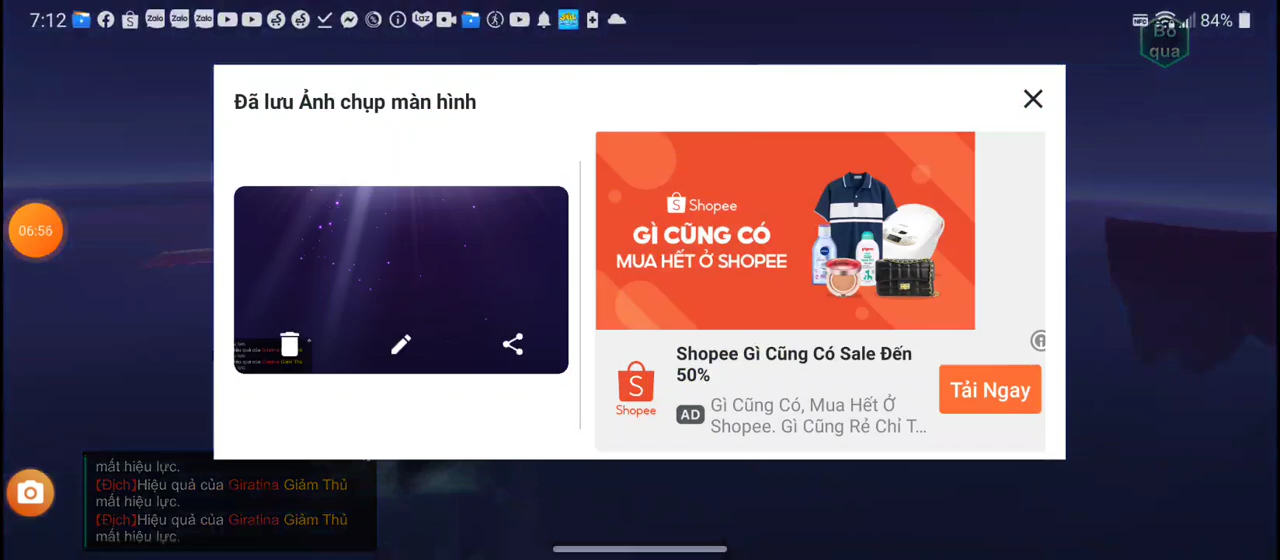 7:12
84%
Bỏ
qua
Đã lưu Ảnh chụp màn hình
06:56
Shopee
GÌ CŨNG CÓ
MUA HẾT Ở SHOPEE
Shopee Gì Cũng Có Sale Đến
50%
Shopee
AD
Gì Cũng Có, Mua Hết Ở
Shopee. Gì Cũng Rẻ Chỉ T...
Tải Ngay
mất hiệu lực.
【Địch】Hiệu quả của Giratina Giảm Thủ
mất hiệu lực.
【Địch】Hiệu quả của Giratina Giảm Thủ
mất hiệu lực.